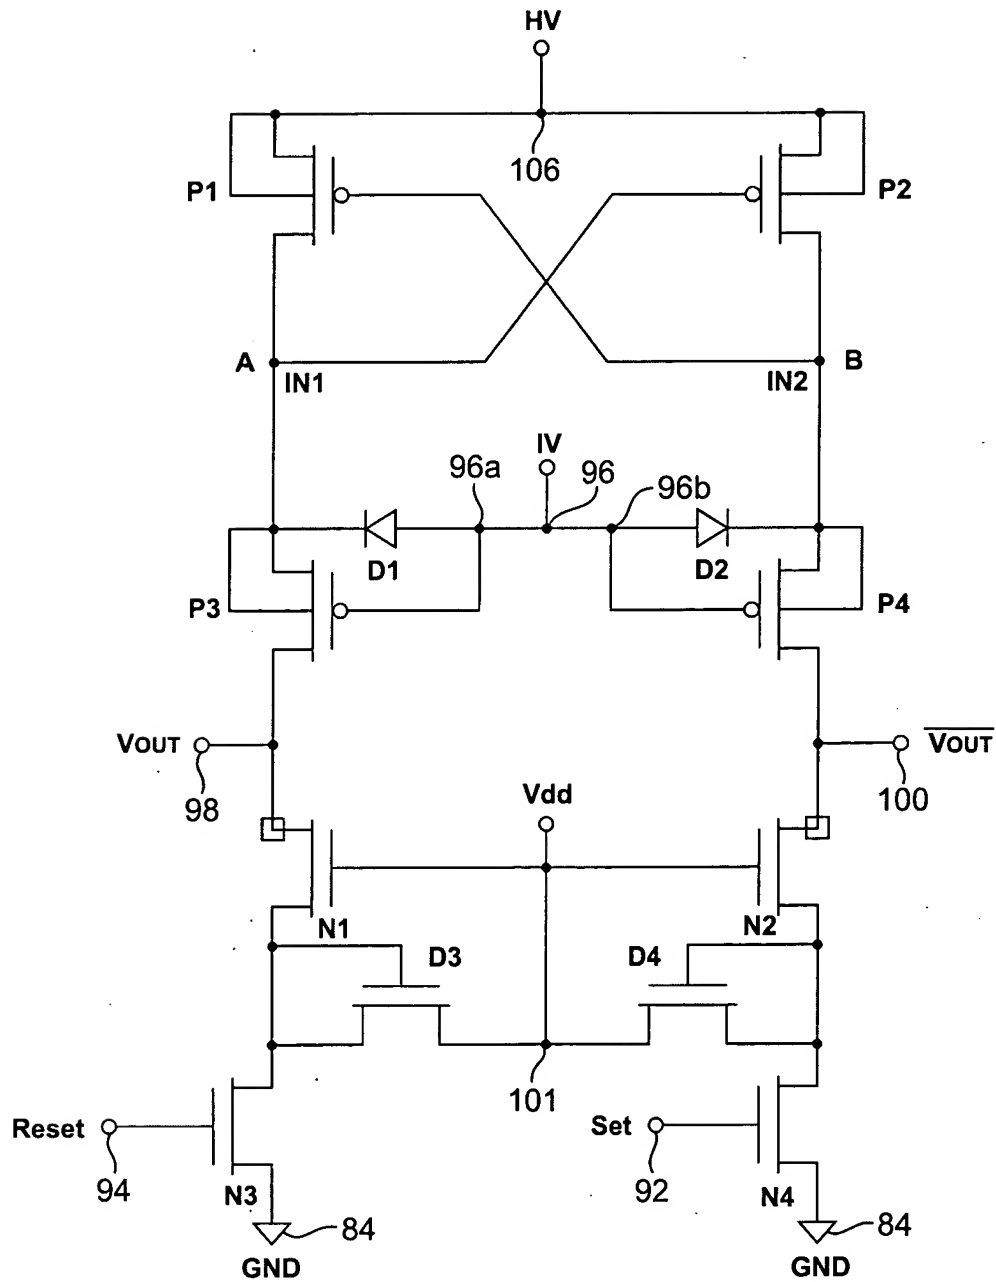 HV
106
P1
P2
A
IN1
IN2
B
IV
96a
96
96b
D1
D2
P3
P4
VOUT
98
Vdd
VOUT
100
N1
N2
D3
D4
101
Reset
94
N3
Set
92
N4
84
GND
84
GND